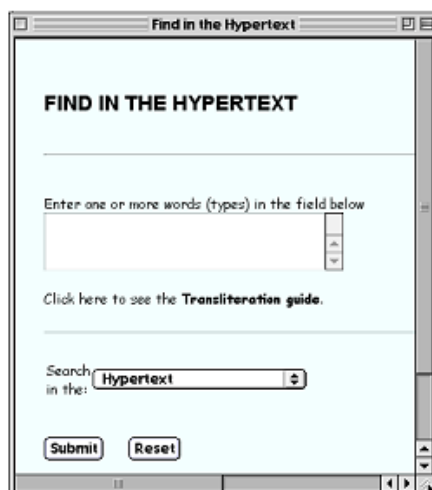 Find in the Hypertext
FIND IN THE HYPERTEXT
Enter one or more words (types) in the field below
Click here to see the Transliteration guide.
Search
in the:
Hypertext
Submit Reset